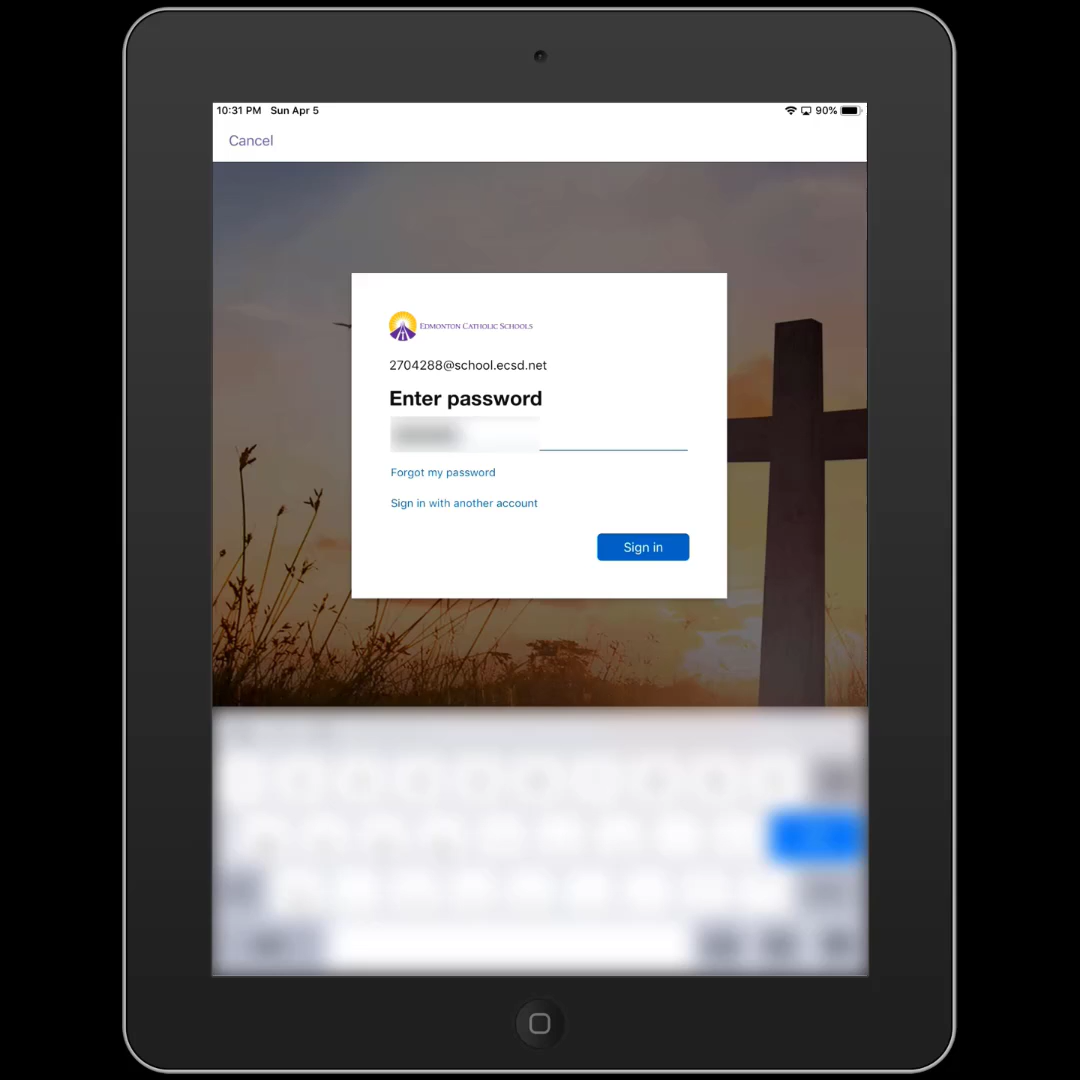 10:31 PM Sun Apr 5 90%
Cancel
EDMONTON CATHOLIC SCHOOLS
2704288@school.ecsd.net
Enter password
Forgot my password
Sign in with another account
Sign in